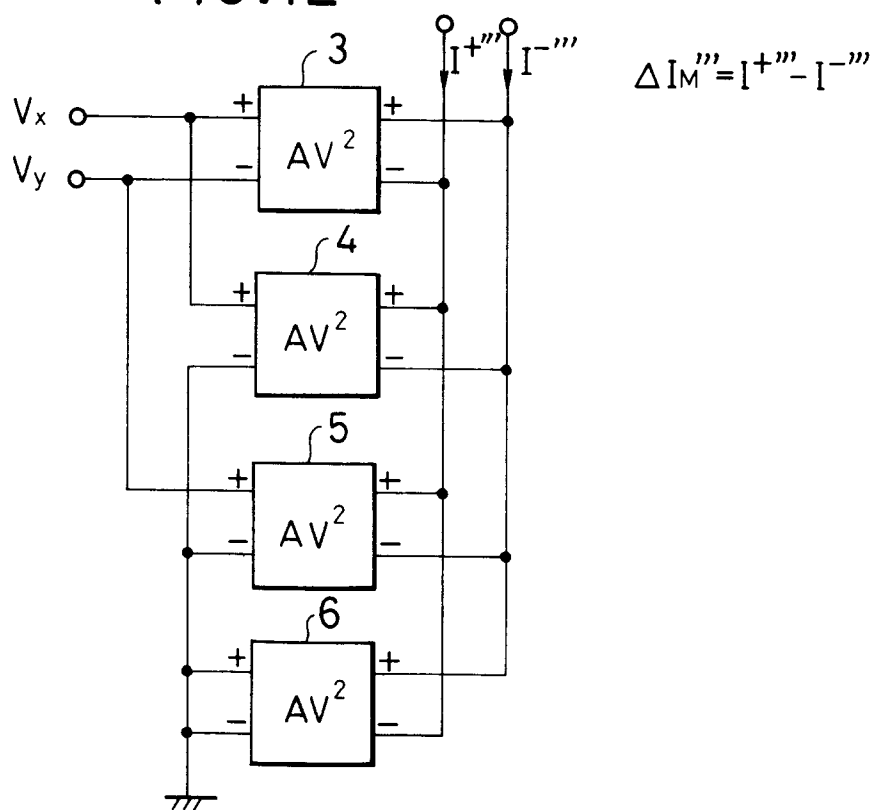 3
I⁺''' I⁻'''
ΔIM''' = I⁺''' - I⁻'''
Vx
+ AV² +
Vy
- -
4
+ AV² +
- -
5
+ AV² +
- -
6
+ AV² +
- -